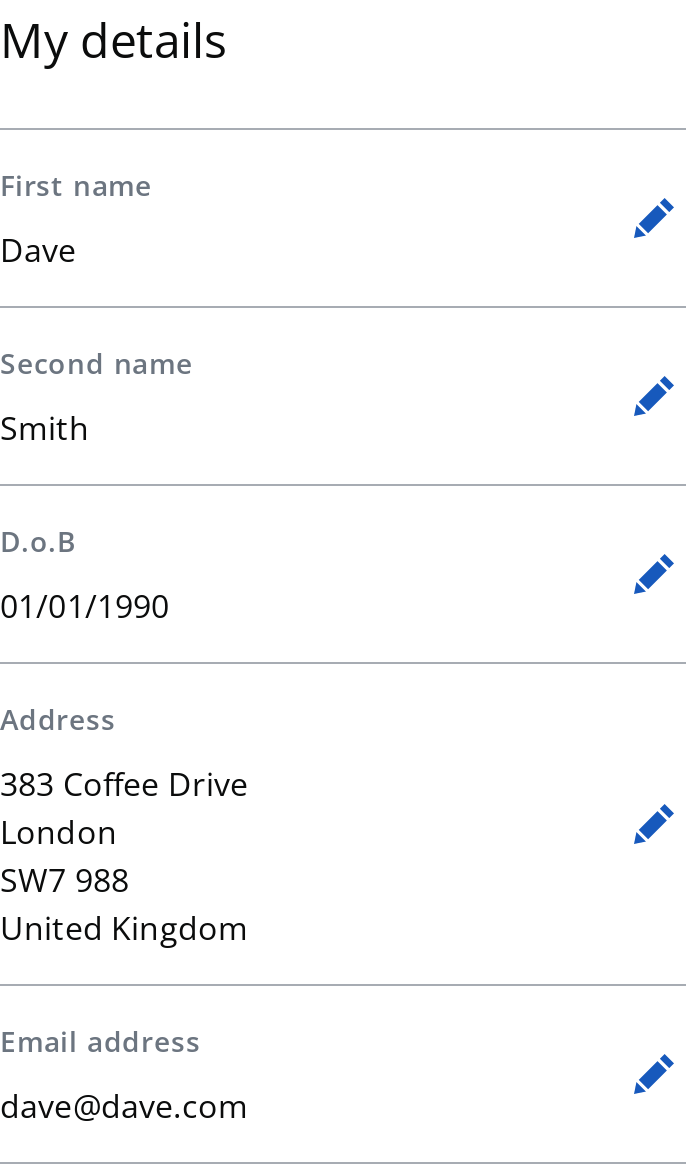 My details
First name
Dave
Second name
Smith
D.o.B
01/01/1990
Address
383 Coffee Drive
London
SW7 988
United Kingdom
Email address
dave@dave.com